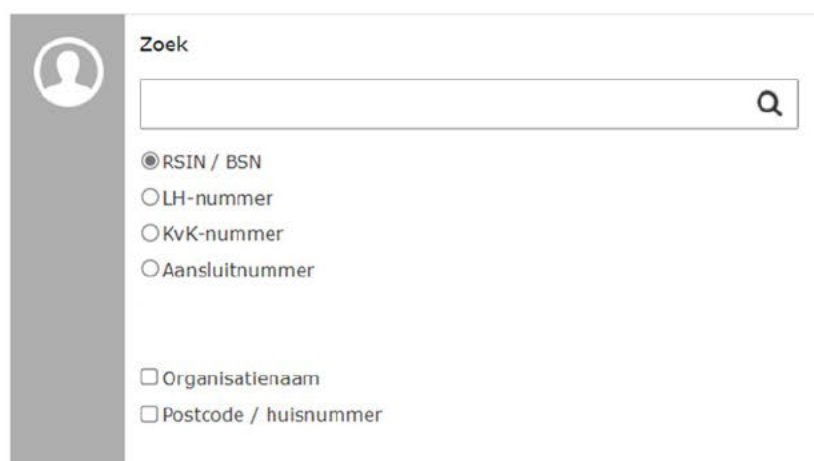 Zoek
RSIN / BSN
LH-nummer
KvK-nummer
Aansluitnummer
Organisatienaam
Postcode / huisnummer